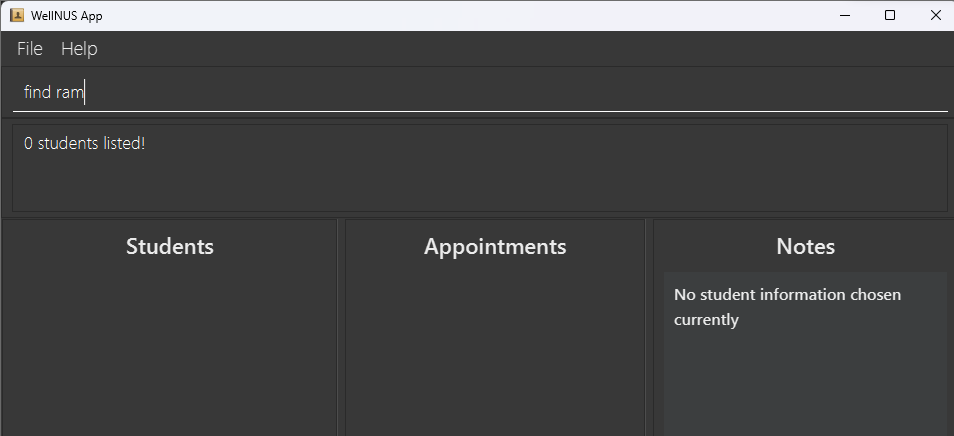 WellNUS App
File Help
find ram
0 students listed!
Students
Appointments
Notes
No student information chosen
currently